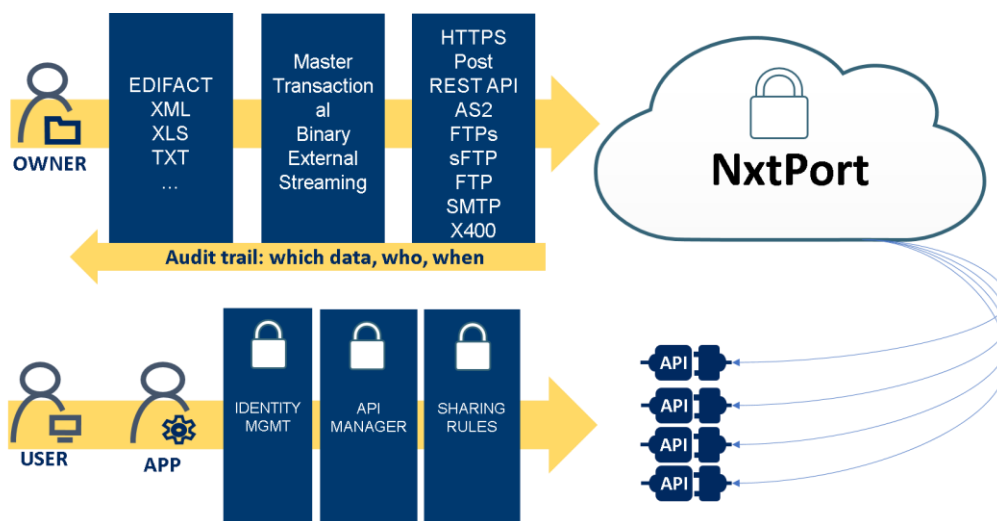 OWNER
EDIFACT
XML
XLS
TXT
...
Master
Transaction
al
Binary
External
Streaming
HTTPS
Post
REST API
AS2
FTPs
sFTP
FTP
SMTP
X400
NxtPort
Audit trail: which data, who, when
USER
APP
IDENTITY
MGMT
API
MANAGER
SHARING
RULES
API
API
API
API